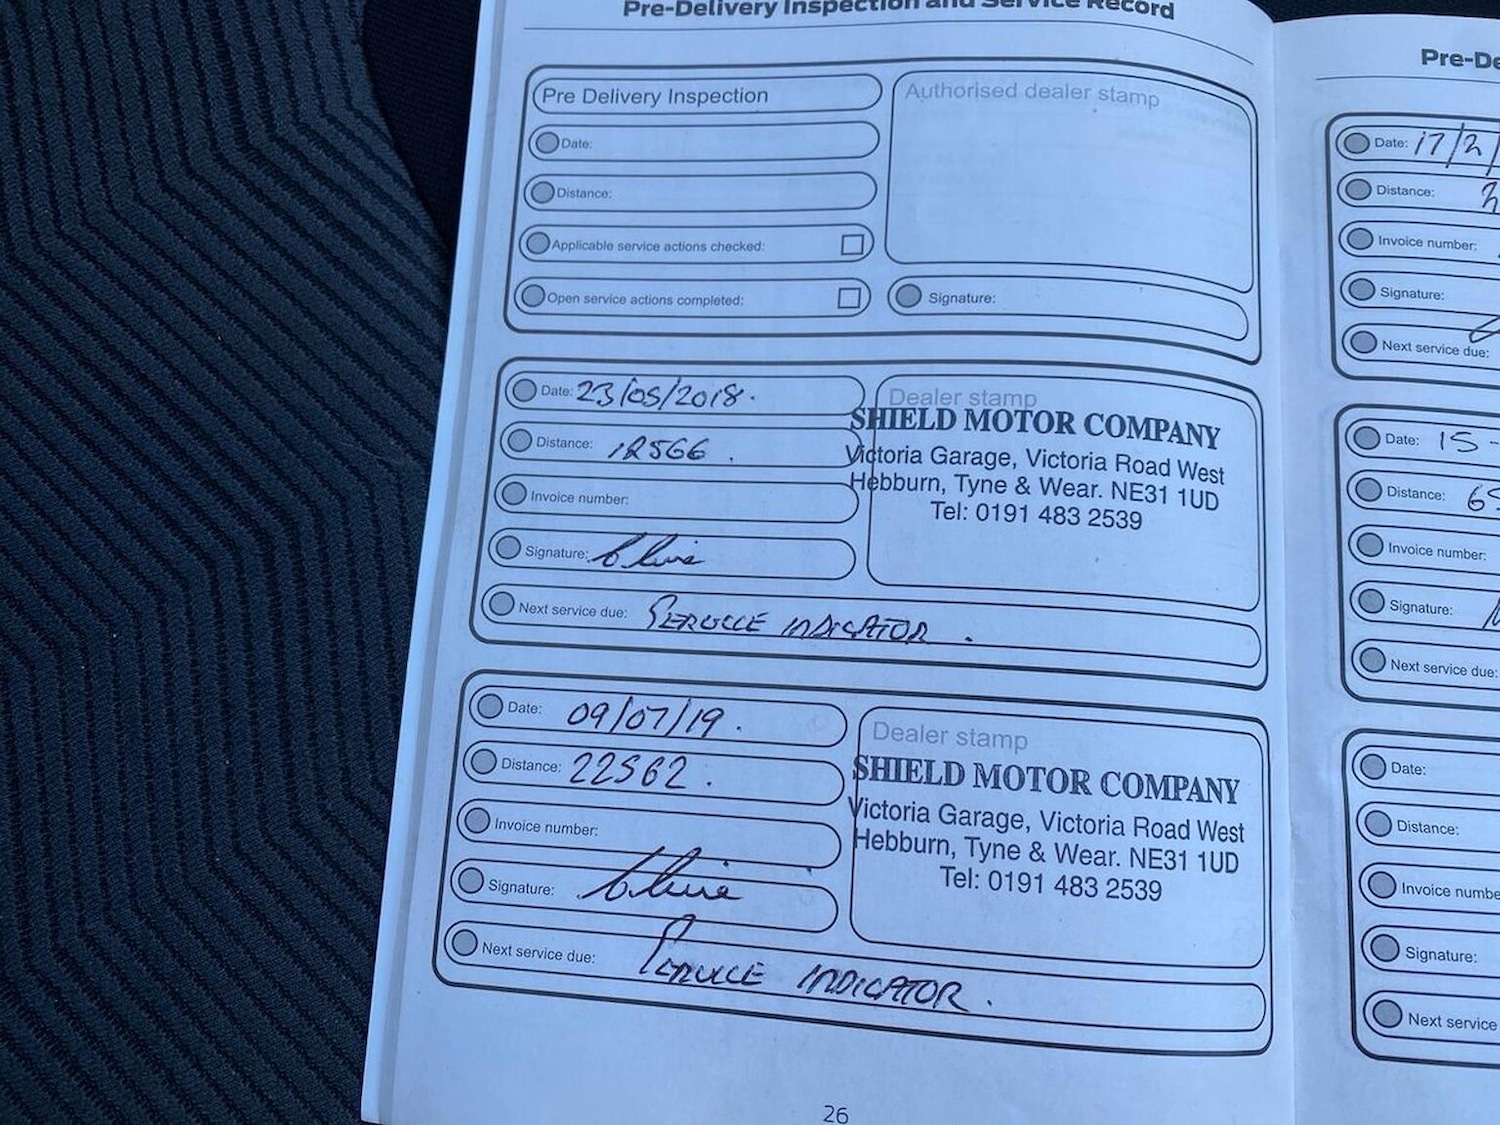 Pre-Delivery Inspection and Service Record
Pre Delivery Inspection
Date:
Distance:
Applicable service actions checked:
Open service actions completed:
Authorised dealer stamp
Signature:
Date: 23/05/2018.
Distance: 12566.
Invoice number:
Signature:
Next service due: SERVICE INDICATOR.
Dealer stamp
SHIELD MOTOR COMPANY
Victoria Garage, Victoria Road West
Hebburn, Tyne & Wear. NE31 1UD
Tel: 0191 483 2539
Date: 09/07/19.
Distance: 22562.
Invoice number:
Signature:
Next service due: SERVICE INDICATOR.
Dealer stamp
SHIELD MOTOR COMPANY
Victoria Garage, Victoria Road West
Hebburn, Tyne & Wear. NE31 1UD
Tel: 0191 483 2539
26
Pre-De
Date: 17/2/
Distance:
Invoice number:
Signature:
Next service due:
Date: 15-
Distance: 6
Invoice number:
Signature:
Next service due:
Date:
Distance:
Invoice numbe
Signature:
Next service